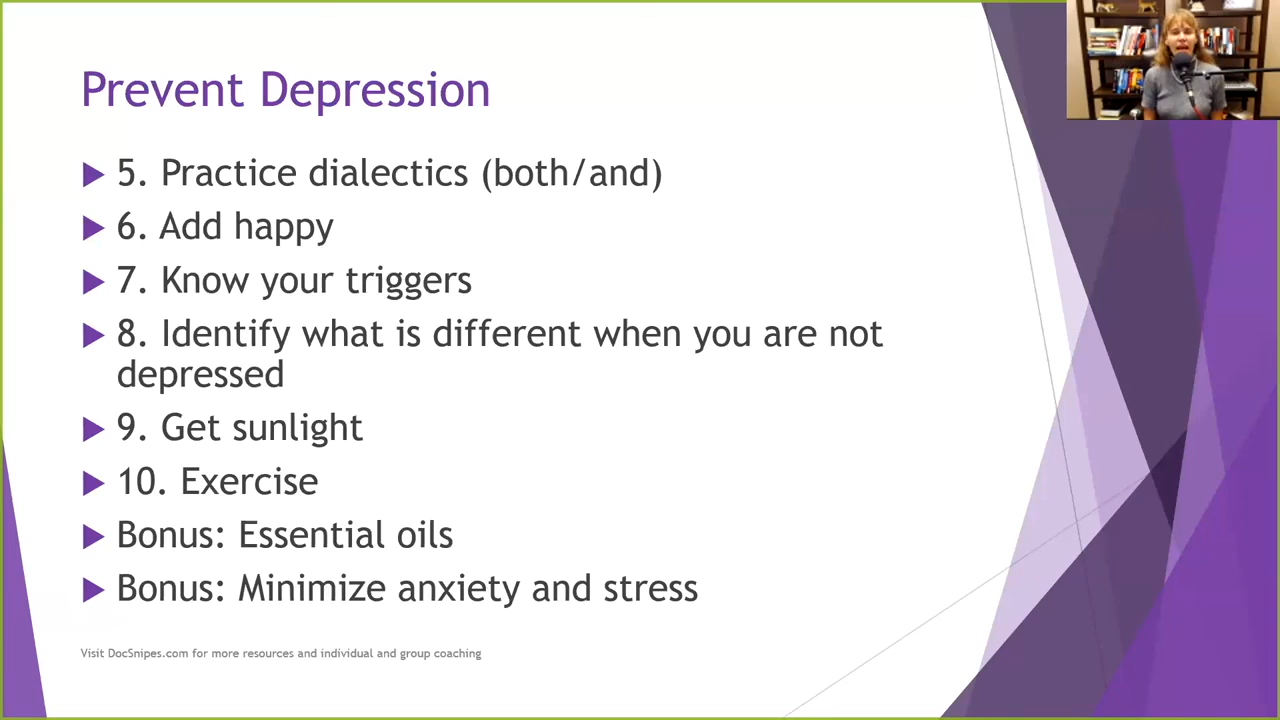 Prevent Depression
5. Practice dialectics (both/and)
6. Add happy
7. Know your triggers
8. Identify what is different when you are not
depressed
9. Get sunlight
10. Exercise
Bonus: Essential oils
Bonus: Minimize anxiety and stress
Visit DocSnipes.com for more resources and individual and group coaching